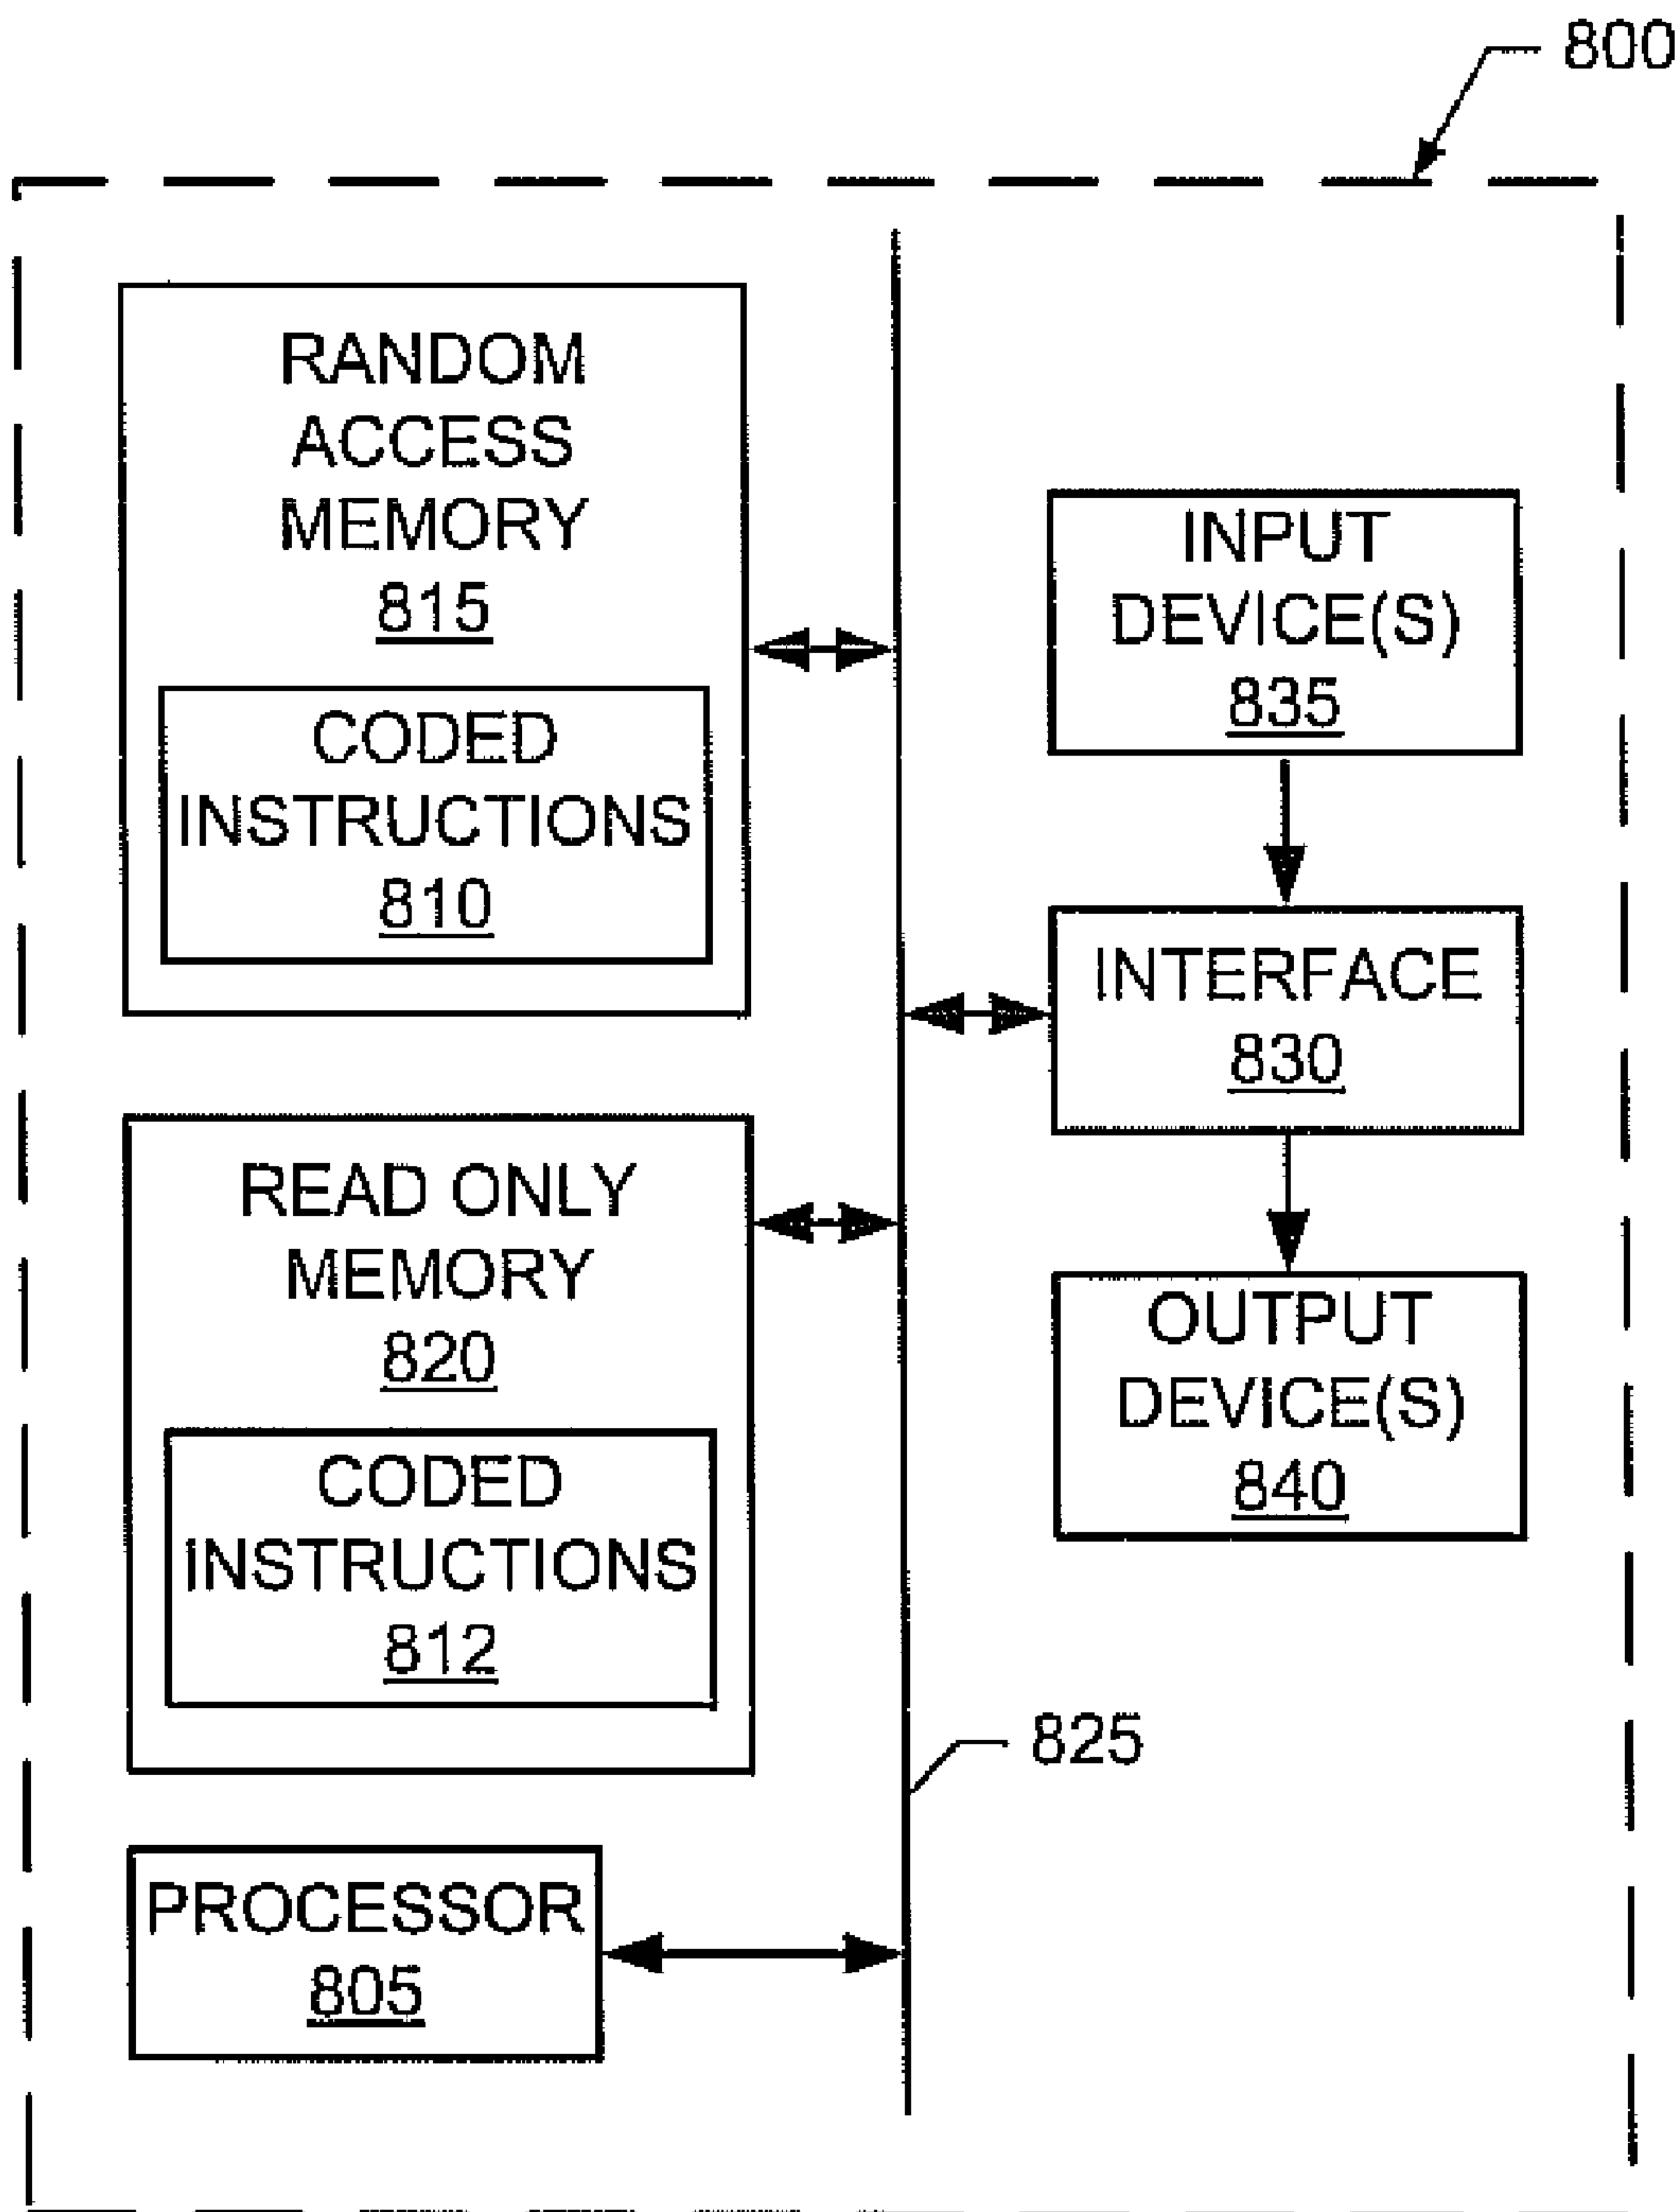 800
RANDOM
ACCESS
MEMORY
815
CODED
INSTRUCTIONS
810
READ ONLY
MEMORY
820
CODED
INSTRUCTIONS
812
PROCESSOR
805
INPUT
DEVICE(S)
835
INTERFACE
830
OUTPUT
DEVICE(S)
840
825